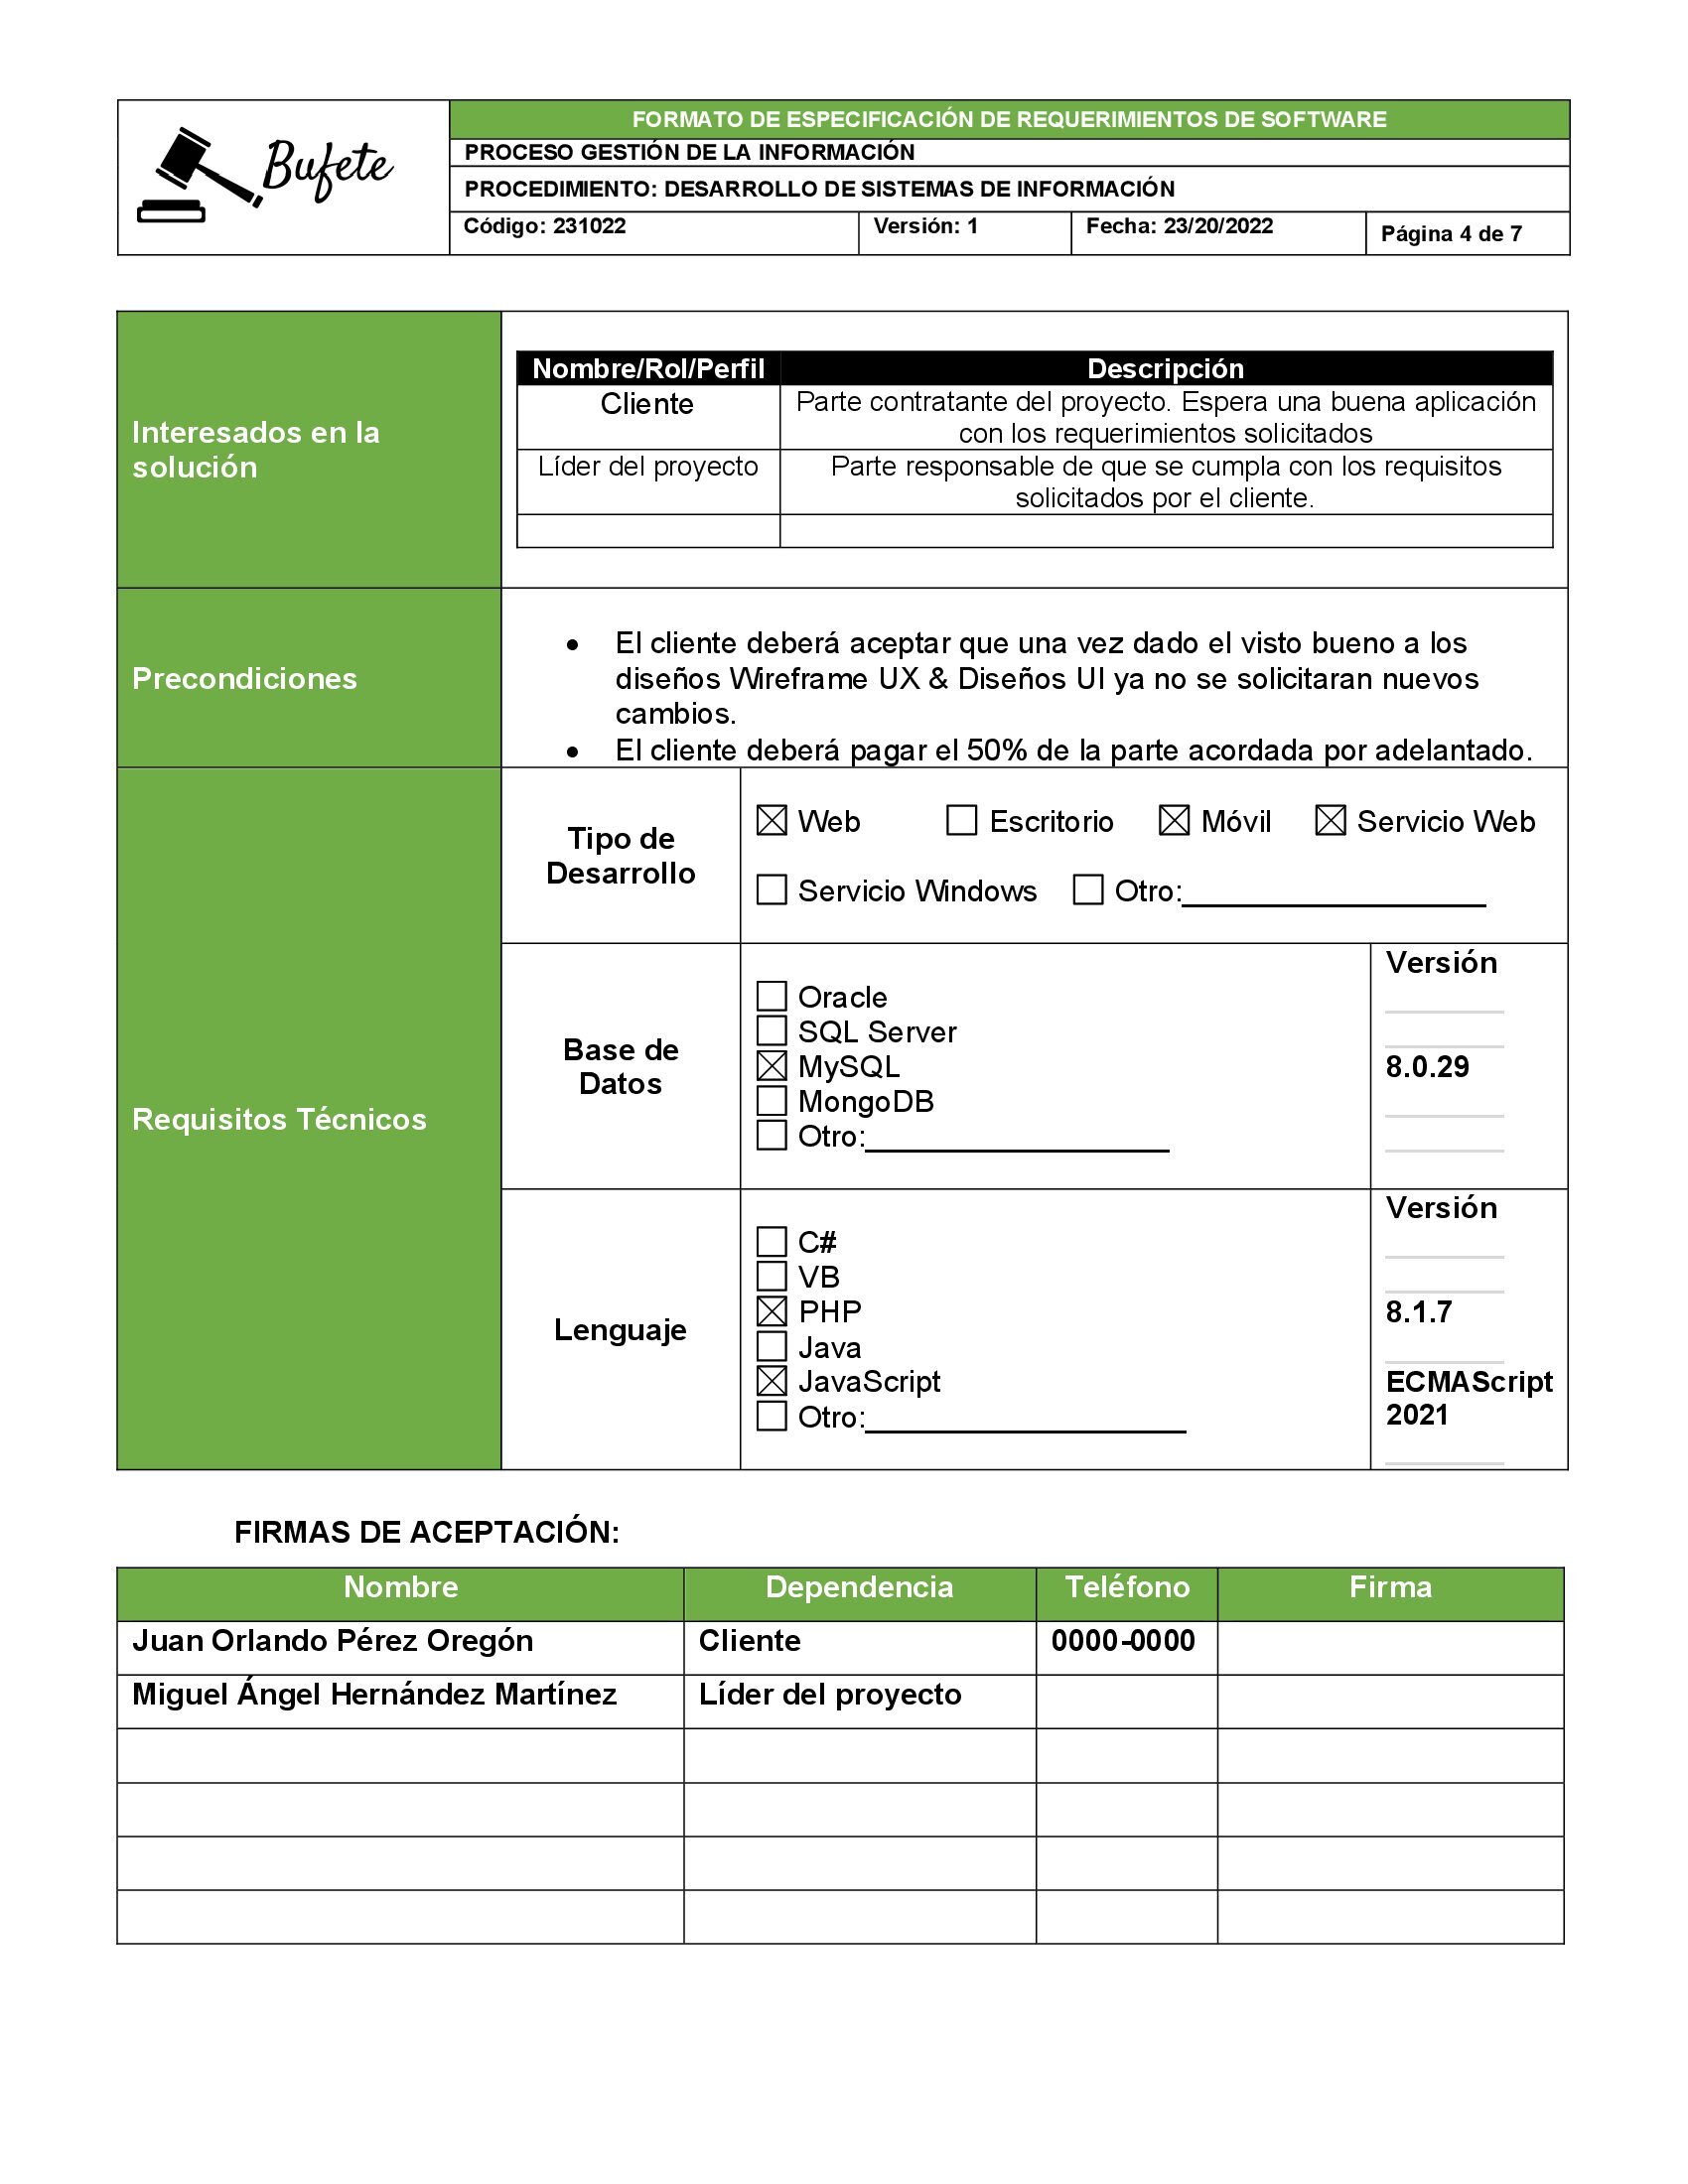 Bufete
FORMATO DE ESPECIFICACIÓN DE REQUERIMIENTOS DE SOFTWARE
PROCESO GESTIÓN DE LA INFORMACIÓN
PROCEDIMIENTO: DESARROLLO DE SISTEMAS DE INFORMACIÓN
Código: 231022 Versión: 1 Fecha: 23/20/2022 Página 4 de 7
Interesados en la
solución
Nombre/Rol/Perfil Descripción
Cliente Parte contratante del proyecto. Espera una buena aplicación
con los requerimientos solicitados
Líder del proyecto Parte responsable de que se cumpla con los requisitos
solicitados por el cliente.
Precondiciones
• El cliente deberá aceptar que una vez dado el visto bueno a los
diseños Wireframe UX & Diseños UI ya no se solicitaran nuevos
cambios.
• El cliente deberá pagar el 50% de la parte acordada por adelantado.
Requisitos Técnicos
Tipo de
Desarrollo
☒ Web ☐ Escritorio ☒ Móvil ☒ Servicio Web
☐ Servicio Windows ☐ Otro:
Base de
Datos
Versión
☐ Oracle
☐ SQL Server
☒ MySQL 8.0.29
☐ MongoDB
☐ Otro:
Lenguaje
Versión
☐ C#
☐ VB
☒ PHP 8.1.7
☐ Java
☒ JavaScript ECMAScript
2021
☐ Otro:
FIRMAS DE ACEPTACIÓN:
Nombre Dependencia Teléfono Firma
Juan Orlando Pérez Oregón Cliente 0000-0000
Miguel Ángel Hernández Martínez Líder del proyecto